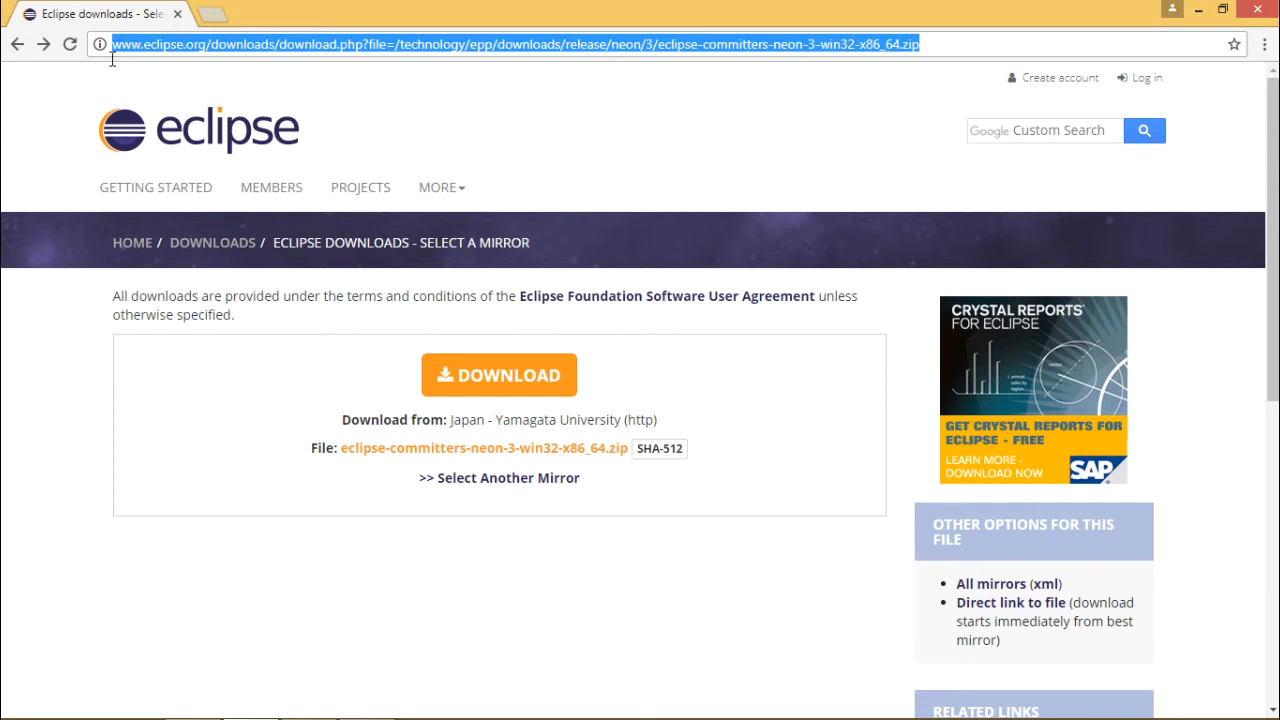 Eclipse downloads - Sele
www.eclipse.org/downloads/download.php?file=/technology/epp/downloads/release/neon/3/eclipse-committers-neon-3-win32-x86_64.zip
Create account
Log in
eclipse
Google Custom Search
GETTING STARTED MEMBERS PROJECTS MORE
HOME / DOWNLOADS / ECLIPSE DOWNLOADS - SELECT A MIRROR
All downloads are provided under the terms and conditions of the Eclipse Foundation Software User Agreement unless
otherwise specified.
DOWNLOAD
Download from: Japan - Yamagata University (http)
File: eclipse-committers-neon-3-win32-x86_64.zip SHA-512
>> Select Another Mirror
CRYSTAL REPORTS®
FOR ECLIPSE
GET CRYSTAL REPORTS FOR
ECLIPSE - FREE
LEARN MORE -
DOWNLOAD NOW
SAP
OTHER OPTIONS FOR THIS
FILE
All mirrors (xml)
Direct link to file (download
starts immediately from best
mirror)
RELATED LINKS